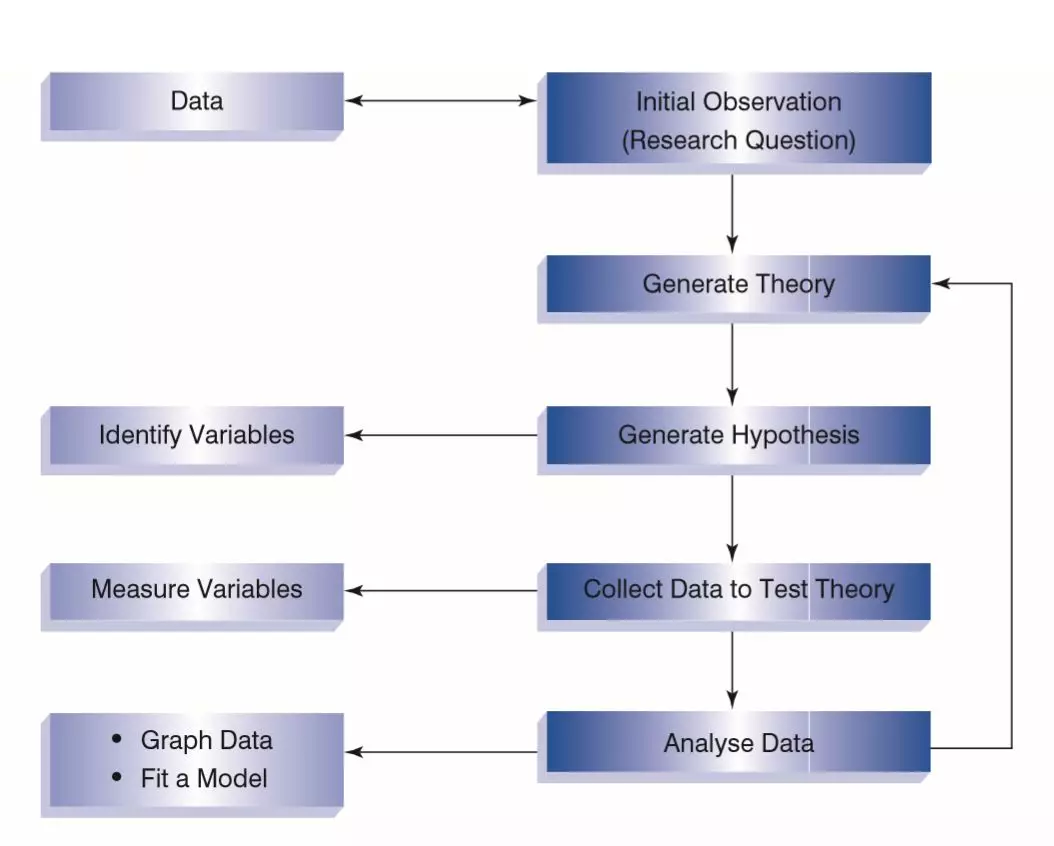 Data
Initial Observation
(Research Question)
Generate Theory
Identify Variables
Generate Hypothesis
Measure Variables
Collect Data to Test Theory
• Graph Data
• Fit a Model
Analyse Data